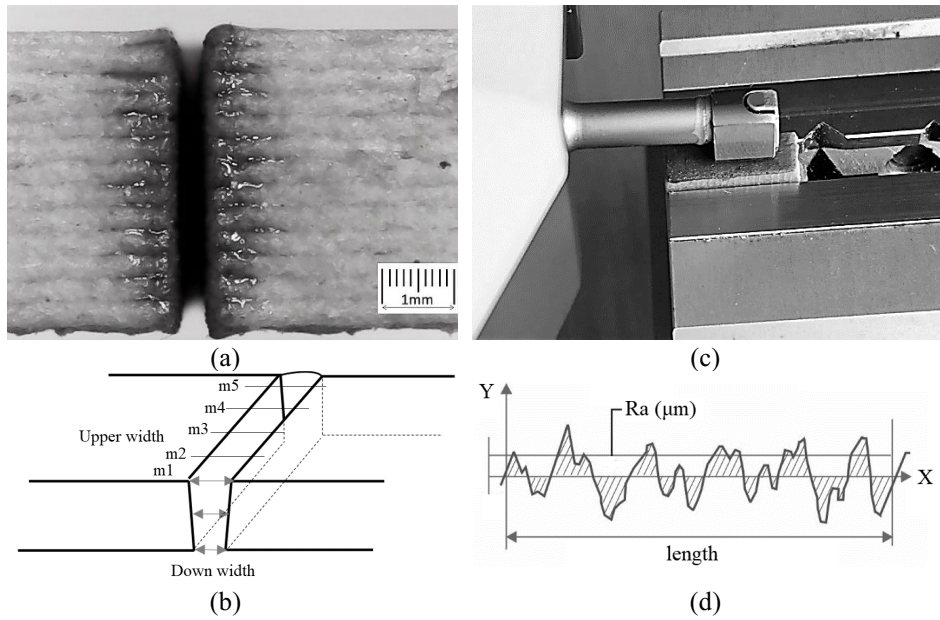 1mm
(a)
(c)
m5
m4
m3
m2
m1
Upper width
Down width
(b)
Y
Ra (μm)
X
length
(d)